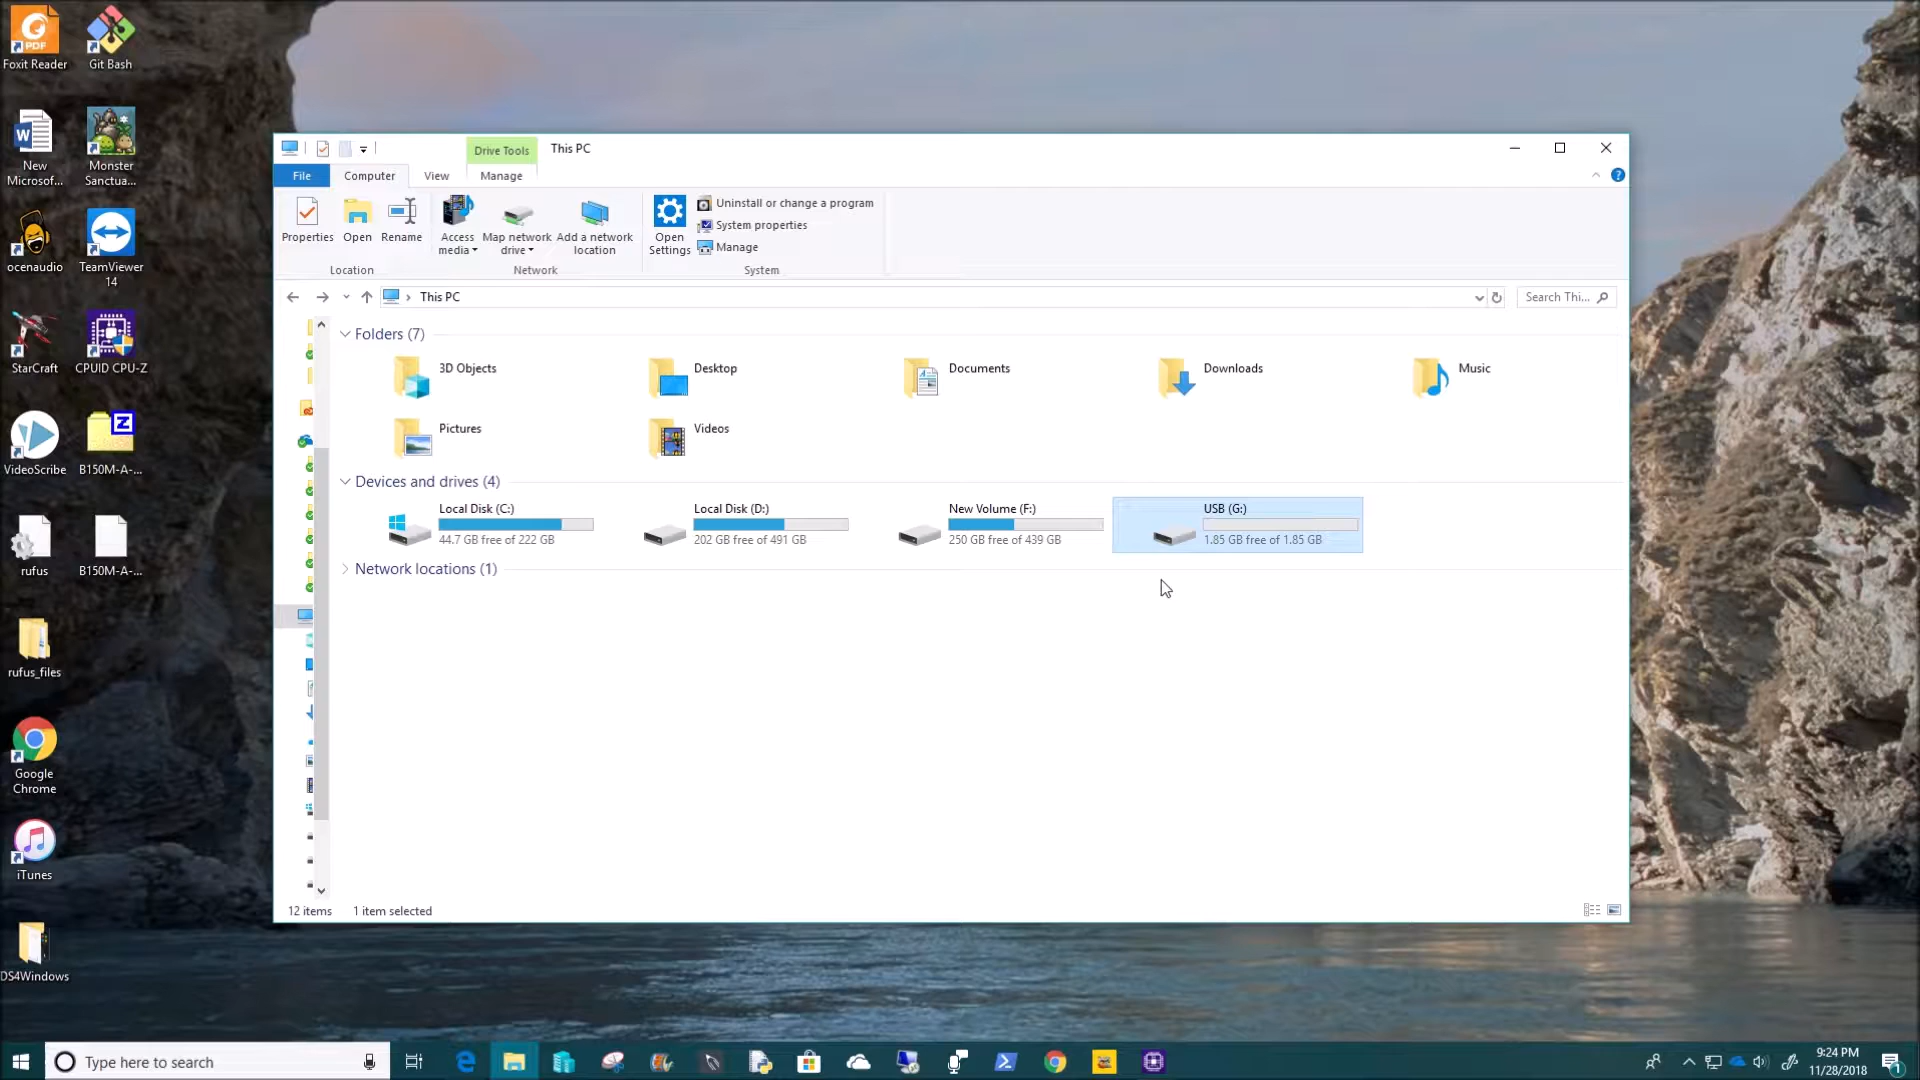 Foxit Reader
Git Bash
New
Microsof...
Monster
Sanctua...
ocenaudio
TeamViewer
14
StarCraft
CPUID CPU-Z
VideoScribe
B150M-A-...
rufus
B150M-A-...
rufus_files
Google
Chrome
iTunes
DS4Windows
Drive Tools
This PC
File
Computer
View
Manage
Properties
Open
Rename
Access
media
Map network
drive
Add a network
location
Open
Settings
Uninstall or change a program
System properties
Manage
Location
Network
System
This PC
Search Thi...
Folders (7)
3D Objects
Desktop
Documents
Downloads
Music
Pictures
Videos
Devices and drives (4)
Local Disk (C:)
44.7 GB free of 222 GB
Local Disk (D:)
202 GB free of 491 GB
New Volume (F:)
250 GB free of 439 GB
USB (G:)
1.85 GB free of 1.85 GB
Network locations (1)
12 items
1 item selected
Type here to search
9:24 PM
11/28/2018
1